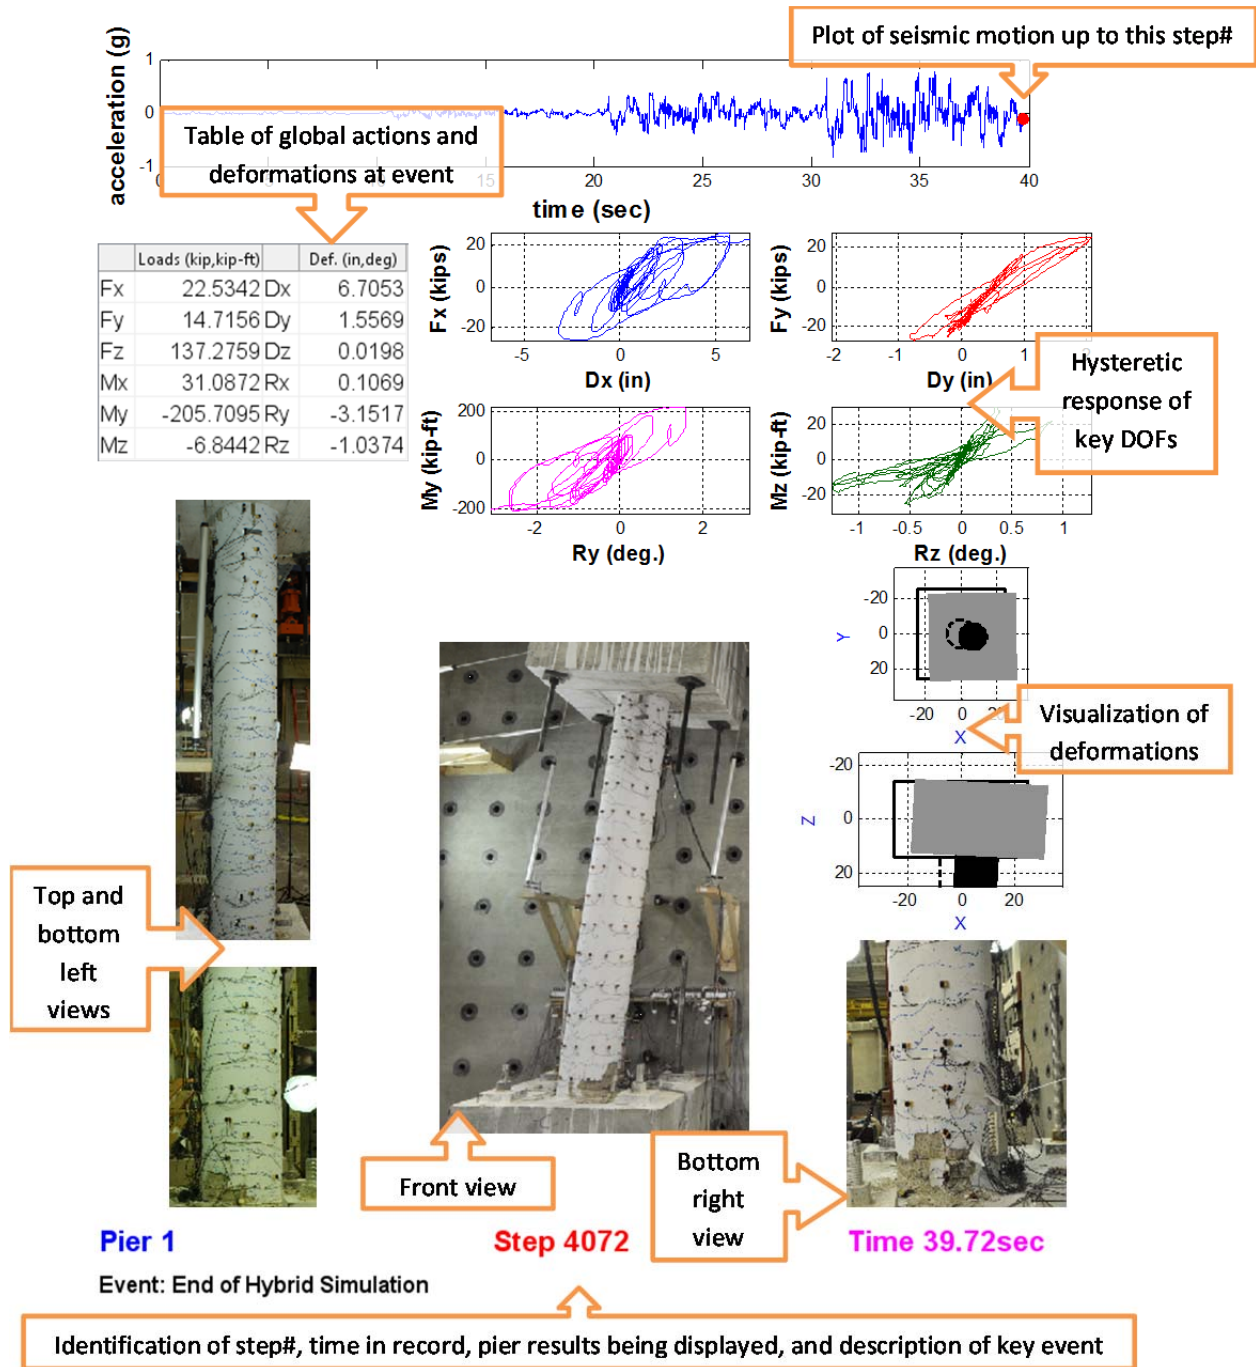 Plot of seismic motion up to this step#
acceleration (g)
1
0
-1
Table of global actions and
deformations at event
0 5 10 15 20 25 30 35 40
time (sec)
Loads (kip,kip-ft) Def. (in,deg)
Fx 22.5342 Dx 6.7053
Fy 14.7156 Dy 1.5569
Fz 137.2759 Dz 0.0198
Mx 31.0872 Rx 0.1069
My -205.7095 Ry -3.1517
Mz -6.8442 Rz -1.0374
Fx (kips)
20
0
-20
-5 0 5
Dx (in)
Fy (kips)
20
0
-20
-2 -1 0 1 2
Dy (in)
Hysteretic
response of
key DOFs
My (kip-ft)
200
0
-200
-2 0 2
Ry (deg.)
Mz (kip-ft)
20
0
-20
-1 -0.5 0 0.5 1
Rz (deg.)
Y
-20
0
20
-20 0 20
X
Visualization of
deformations
Z
-20
0
20
-20 0 20
X
Top and
bottom
left
views
Front view
Bottom
right
view
Pier 1
Step 4072
Time 39.72sec
Event: End of Hybrid Simulation
Identification of step#, time in record, pier results being displayed, and description of key event